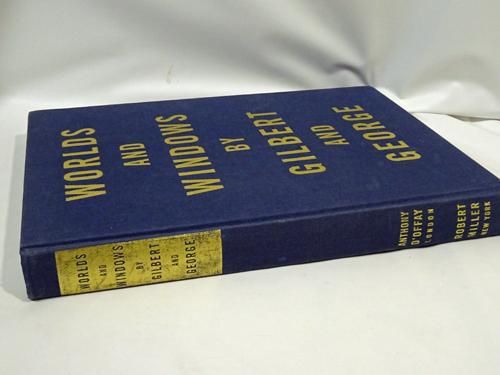 WORLDS
AND
WINDOWS
BY
GILBERT
AND
GEORGE
WORLDS
AND
WINDOWS
BY
GILBERT
AND
GEORGE
ANTHONY
D'OFFAY
LONDON
ROBERT
MILLER
NEW YORK